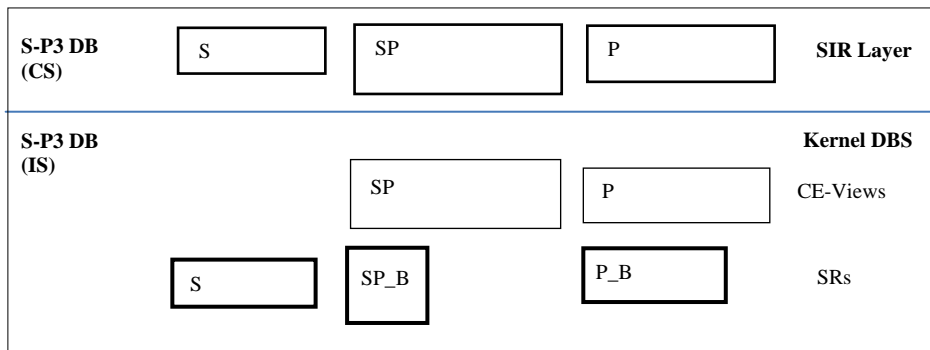 S-P3 DB
(CS)
S
SP
P
SIR Layer
S-P3 DB
(IS)
Kernel DBS
SP
P
CE-Views
S
SP_B
P_B
SRs